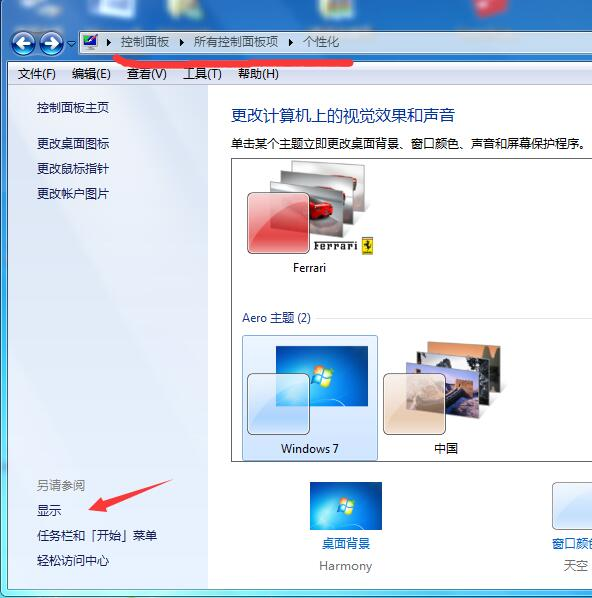 控制面板 所有控制面板项 个性化
文件(F) 编辑(E) 查看(V) 工具(T) 帮助(H)
控制面板主页
更改桌面图标
更改鼠标指针
更改帐户图片
更改计算机上的视觉效果和声音
单击某个主题立即更改桌面背景、窗口颜色、声音和屏幕保护程序。
Ferrari
Ferrari
Aero 主题 (2)
Windows 7
中国
另请参阅
显示
任务栏和「开始」菜单
轻松访问中心
桌面背景
Harmony
窗口颜色
天空